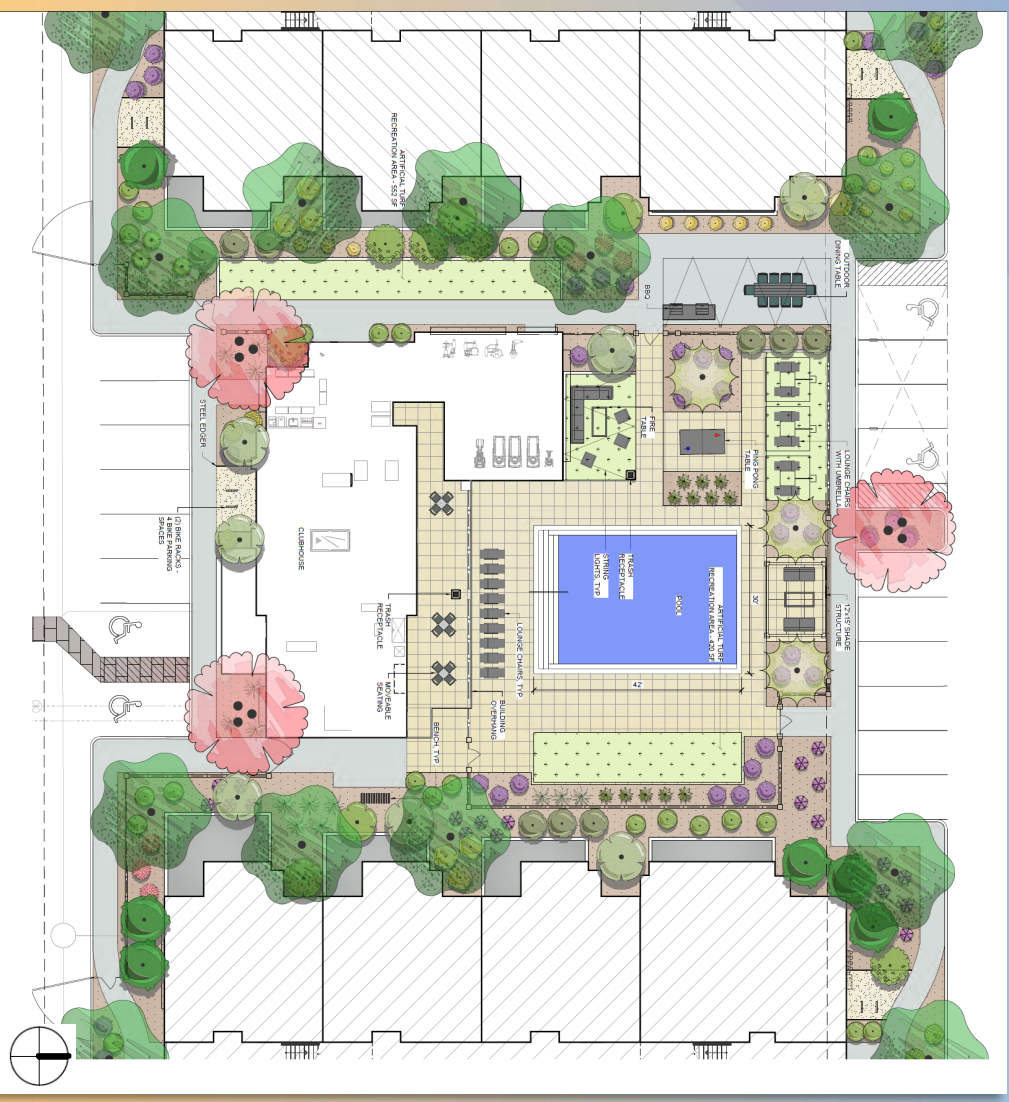 ARTIFICIAL TURF
RECREATION AREA - 552 SF
OUTDOOR
DINING TABLE
BBQ
FIRE
TABLE
PING PONG
TABLE
LOUNGE CHAIRS
WITH UMBRELLA
STEEL EDGER
(2) BIKE RACKS -
4 BIKE PARKING
SPACES
CLUBHOUSE
TRASH
RECEPTACLE
MOVEABLE
SEATING
BENCH, TYP
BUILDING
OVERHANG
LOUNGE CHAIRS, TYP
STRING
LIGHTS, TYP
TRASH
RECEPTACLE
POOL
ARTIFICIAL TURF
RECREATION AREA - 420 SF
30'
42'
12'x15' SHADE
STRUCTURE